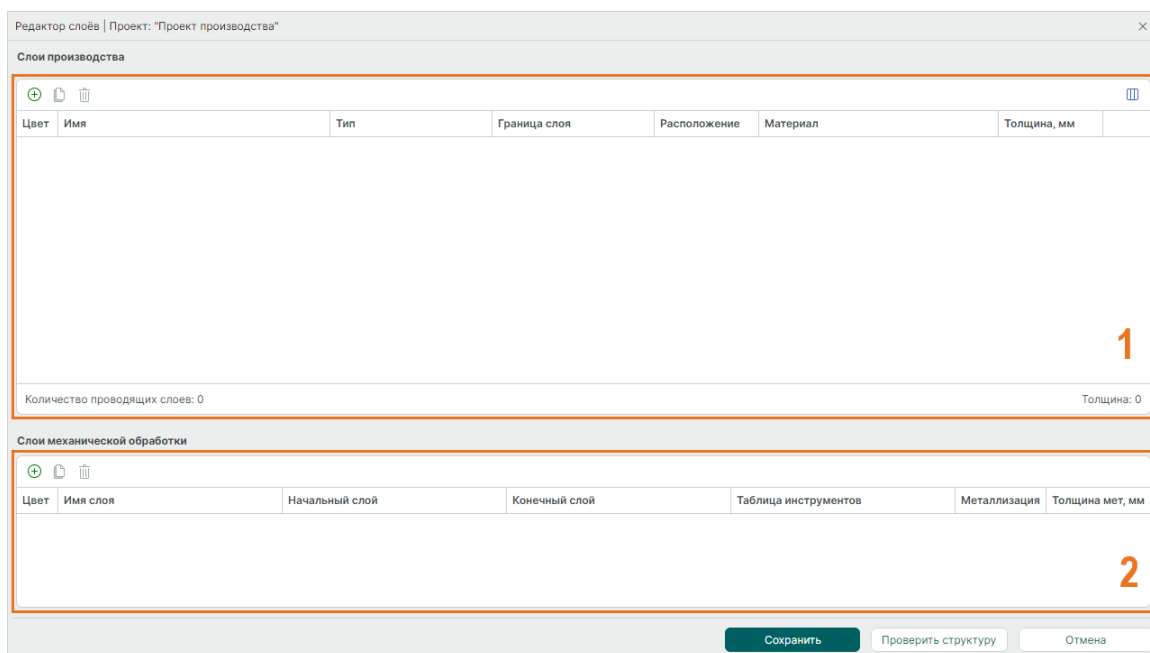 Редактор слоёв | Проект: "Проект производства"
Слои производства
Цвет Имя Тип Граница слоя Расположение Материал Толщина, мм
1
Количество проводящих слоев: 0 Толщина: 0
Слои механической обработки
Цвет Имя слоя Начальный слой Конечный слой Таблица инструментов Металлизация Толщина мет, мм
2
Сохранить Проверить структуру Отмена